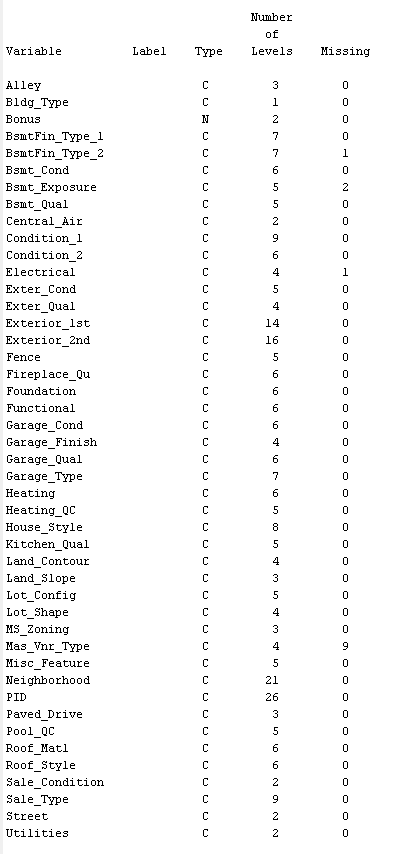 Number
of
Variable Label Type Levels Missing
Alley C 3 0
Bldg_Type C 1 0
Bonus N 2 0
BsmtFin_Type_1 C 7 0
BsmtFin_Type_2 C 7 1
Bsmt_Cond C 6 0
Bsmt_Exposure C 5 2
Bsmt_Qual C 5 0
Central_Air C 2 0
Condition_1 C 9 0
Condition_2 C 6 0
Electrical C 4 1
Exter_Cond C 5 0
Exter_Qual C 4 0
Exterior_1st C 14 0
Exterior_2nd C 16 0
Fence C 5 0
Fireplace_Qu C 6 0
Foundation C 6 0
Functional C 6 0
Garage_Cond C 6 0
Garage_Finish C 4 0
Garage_Qual C 6 0
Garage_Type C 7 0
Heating C 6 0
Heating_QC C 5 0
House_Style C 8 0
Kitchen_Qual C 5 0
Land_Contour C 4 0
Land_Slope C 3 0
Lot_Config C 5 0
Lot_Shape C 4 0
MS_Zoning C 3 0
Mas_Vnr_Type C 4 9
Misc_Feature C 5 0
Neighborhood C 21 0
PID C 26 0
Paved_Drive C 3 0
Pool_QC C 5 0
Roof_Matl C 6 0
Roof_Style C 6 0
Sale_Condition C 2 0
Sale_Type C 9 0
Street C 2 0
Utilities C 2 0